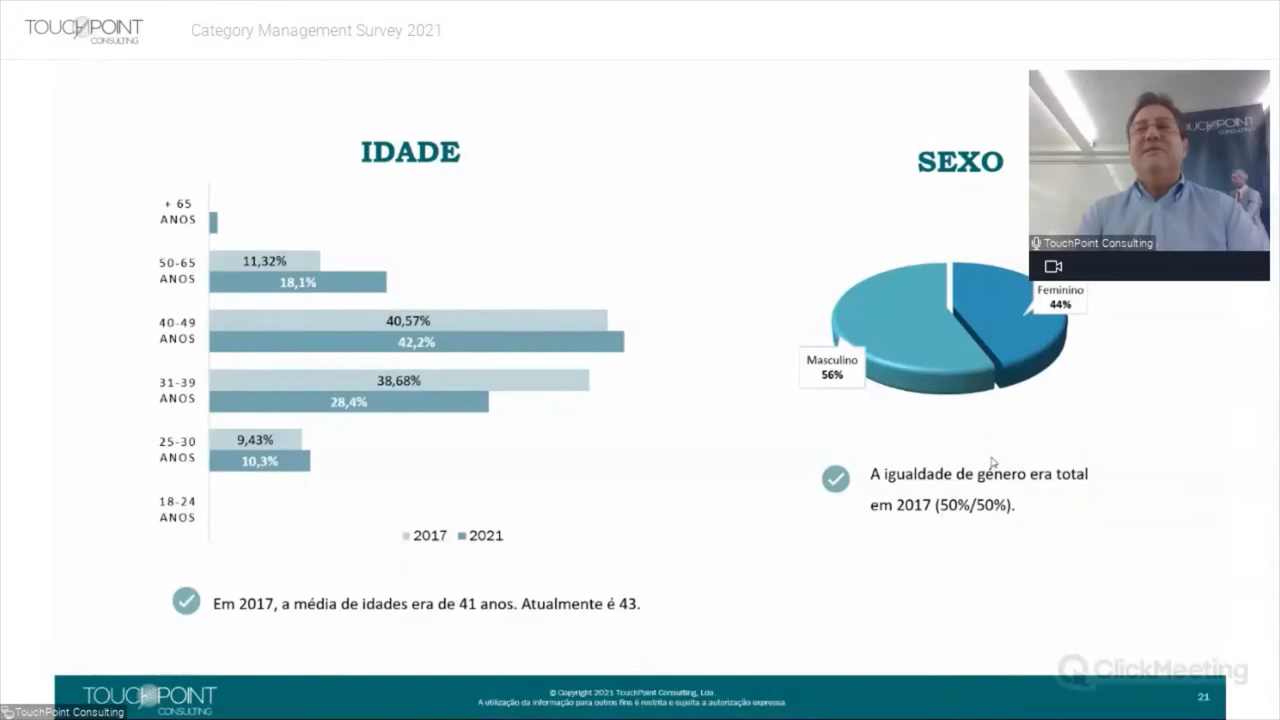 TOUCHPOINT
CONSULTING
Category Management Survey 2021
IDADE
+ 65
ANOS
50-65
ANOS
11,32%
18,1%
40-49
ANOS
40,57%
42,2%
31-39
ANOS
38,68%
28,4%
25-30
ANOS
9,43%
10,3%
18-24
ANOS
2017 2021
Em 2017, a média de idades era de 41 anos. Atualmente é 43.
SEXO
TOUCHPOINT
CONSULTING
TouchPoint Consulting
Feminino
44%
Masculino
56%
A igualdade de género era total
em 2017 (50%/50%).
ClickMeeting
TOUCHPOINT
CONSULTING
© Copyright 2021 TouchPoint Consulting, Lda.
A utilização da informação para outros fins é restrita e sujeita a autorização expressa.
21
TouchPoint Consulting